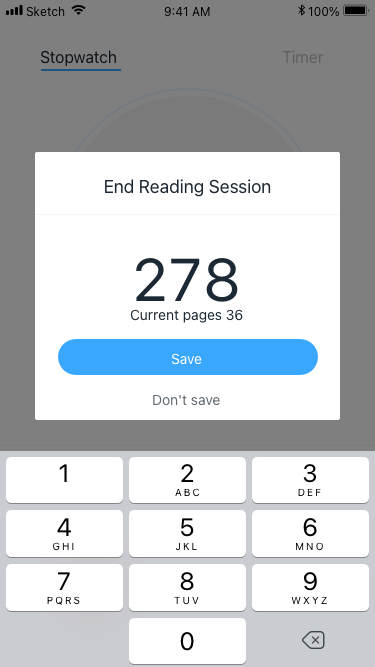 Sketch 9:41 AM 100%
Stopwatch Timer
End Reading Session
278
Current pages 36
Save
Don't save
1 2 3
ABC DEF
4 5 6
GHI JKL MNO
7 8 9
PQRS TUV WXYZ
0